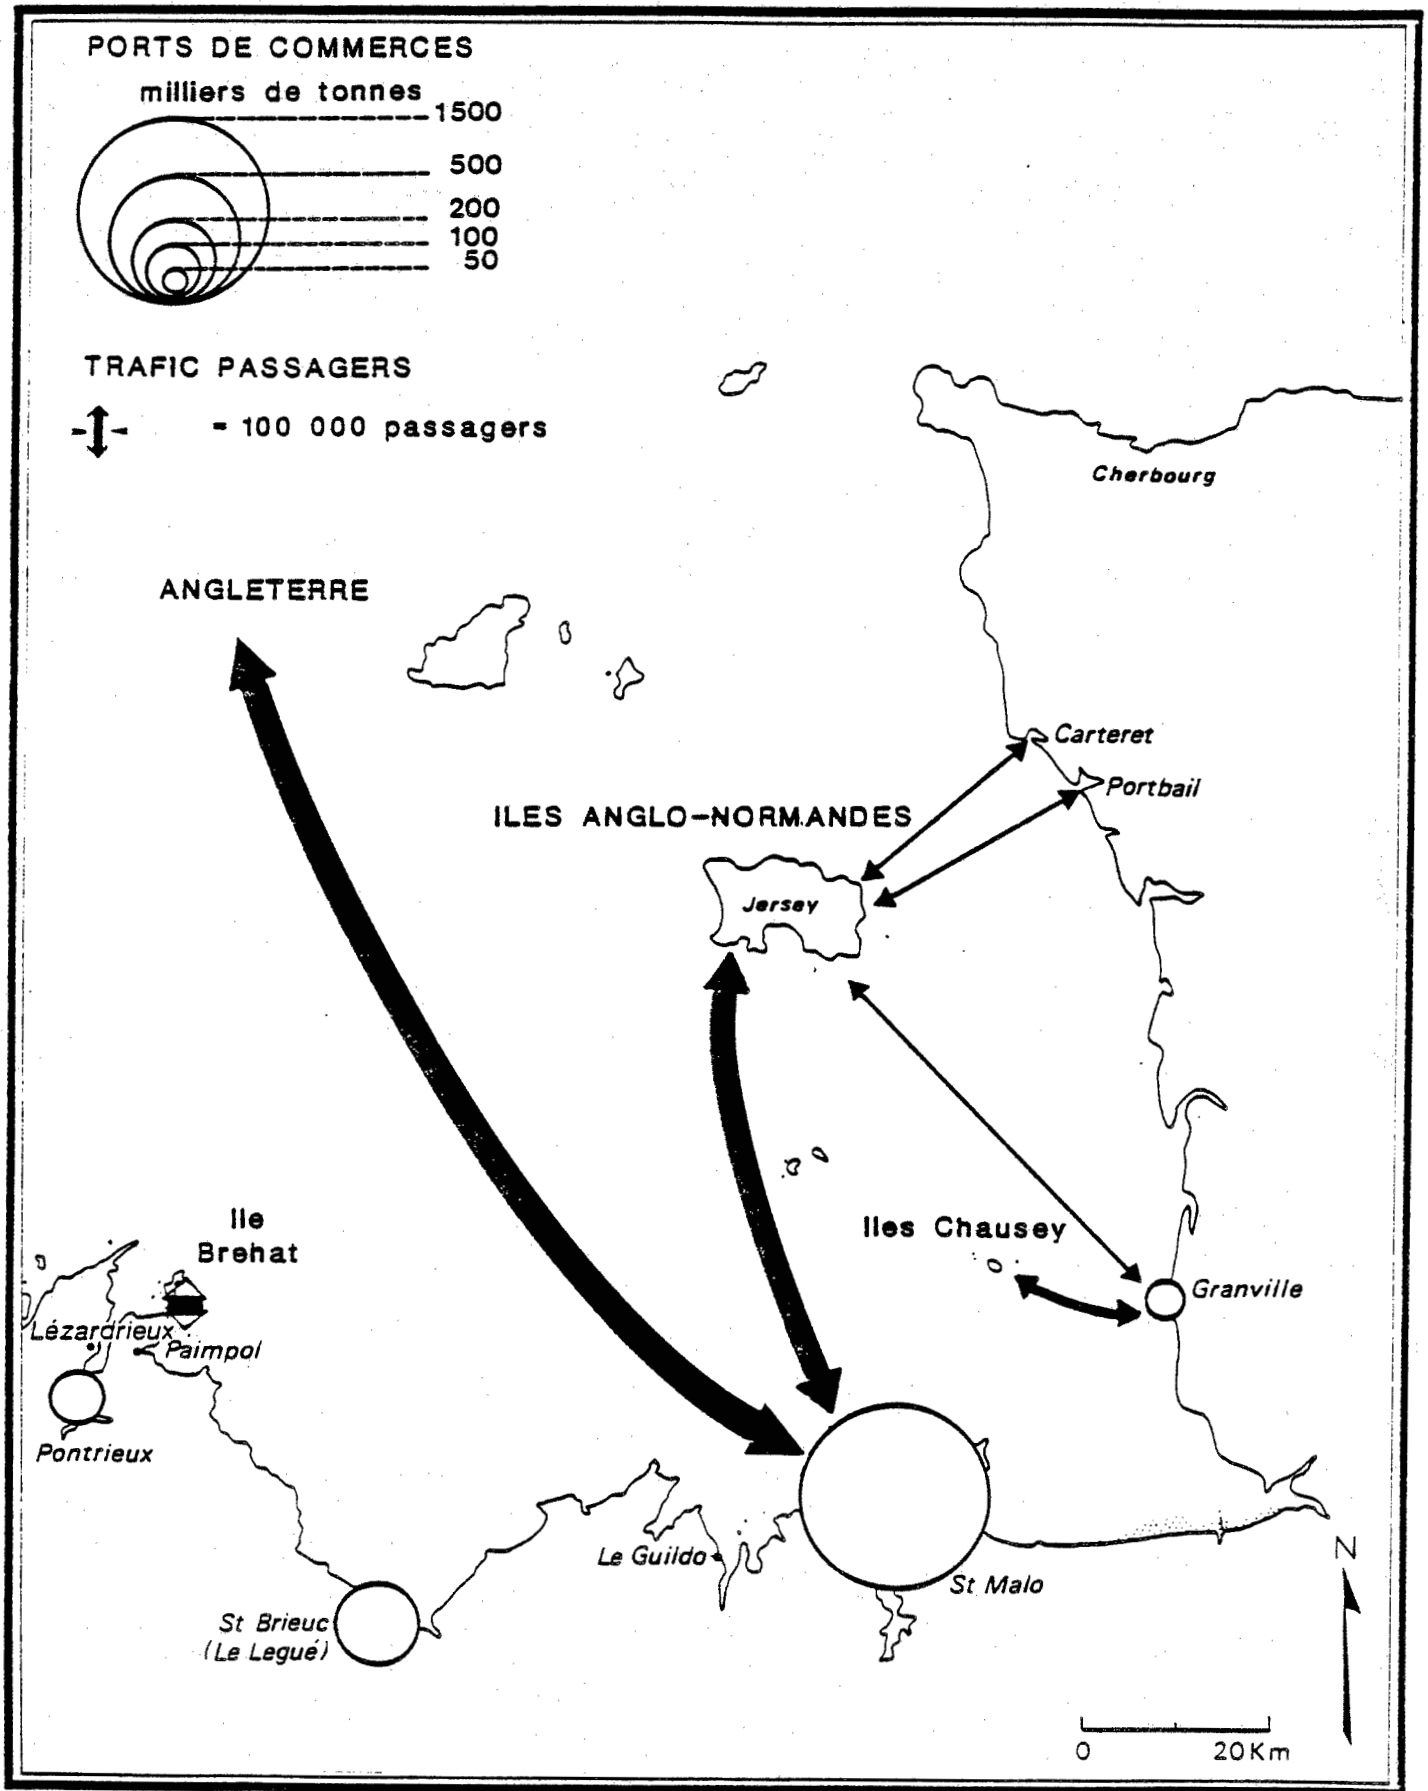 PORTS DE COMMERCES
milliers de tonnes
1500
500
200
100
50
TRAFIC PASSAGERS
= 100 000 passagers
Cherbourg
ANGLETERRE
Carteret
Portbail
ILES ANGLO-NORMANDES
Jersey
Ile
Brehat
Iles Chausey
Granville
Lézardrieux
Paimpol
Pontrieux
Le Guildo
St Malo
St Brieuc
(Le Legué)
N
0 20Km